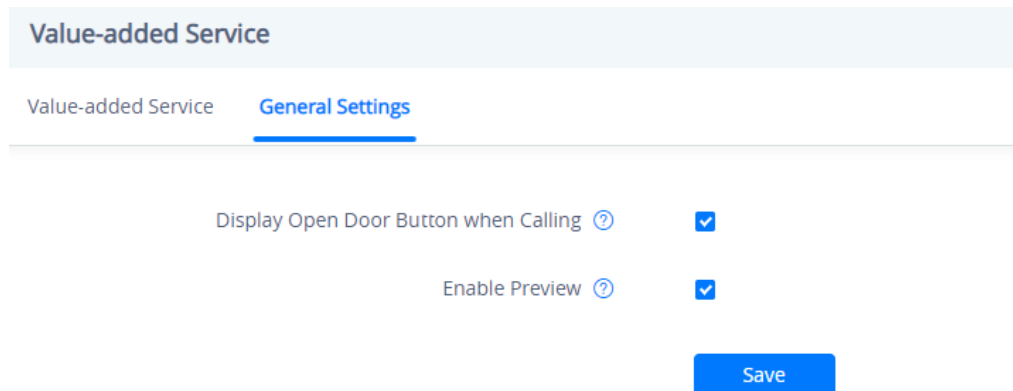 Value-added Service
Value-added Service General Settings
Display Open Door Button when Calling ?
Enable Preview ?
Save